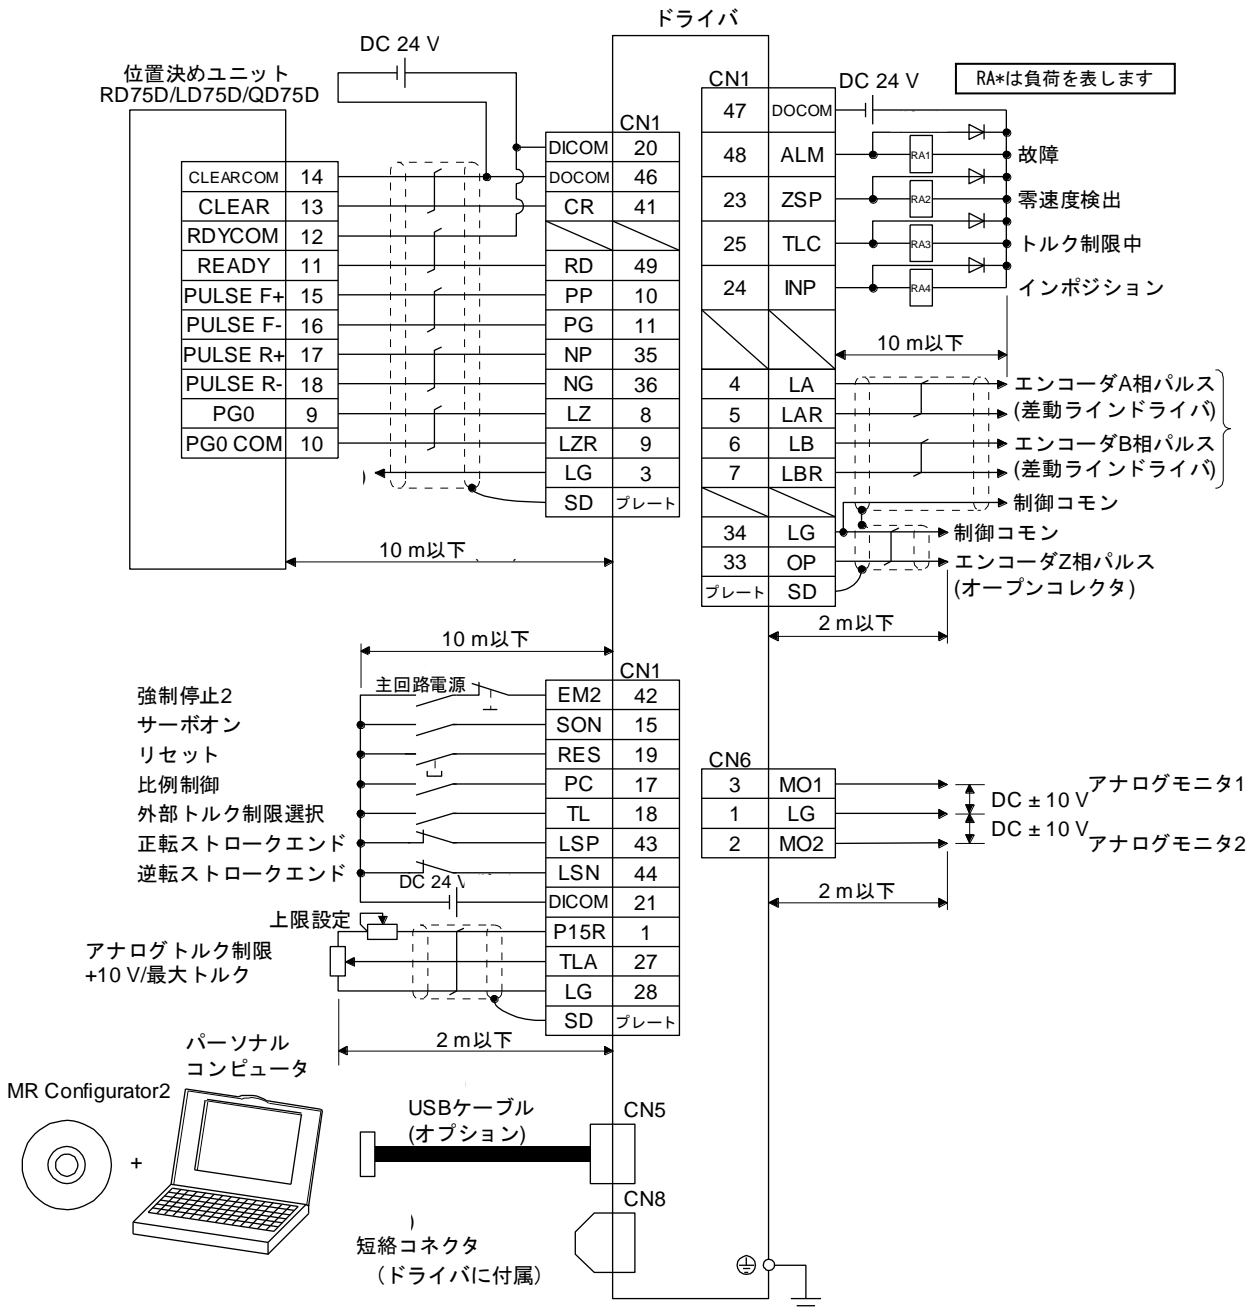 ドライバ
DC 24 V
位置決めユニット
RD75D/LD75D/QD75D
CN1
DICOM 20
CLEARCOM 14 DOCOM 46
CLEAR 13 CR 41
RDYCOM 12
READY 11 RD 49
PULSE F+ 15 PP 10
PULSE F- 16 PG 11
PULSE R+ 17 NP 35
PULSE R- 18 NG 36
PG0 9 LZ 8
PG0 COM 10 LZR 9
LG 3
SD プレート
10 m以下
CN1
DC 24 V
RA*は負荷を表します
47 DOCOM
48 ALM RA1 故障
23 ZSP RA2 零速度検出
25 TLC RA3 トルク制限中
24 INP RA4 インポジション
10 m以下
4 LA エンコーダA相パルス
5 LAR (差動ラインドライバ)
6 LB エンコーダB相パルス
7 LBR (差動ラインドライバ)
制御コモン
34 LG 制御コモン
33 OP エンコーダZ相パルス
プレート SD (オープンコレクタ)
2 m以下
10 m以下
CN1
強制停止2 主回路電源 EM2 42
サーボオン SON 15
リセット RES 19
比例制御 PC 17
外部トルク制限選択 TL 18
正転ストロークエンド LSP 43
逆転ストロークエンド LSN 44
DC 24 V DICOM 21
上限設定 P15R 1
アナログトルク制限
+10 V/最大トルク
TLA 27
LG 28
SD プレート
2 m以下
CN6
3 MO1 アナログモニタ1
DC ± 10 V
1 LG
DC ± 10 V
2 MO2 アナログモニタ2
2 m以下
パーソナル
コンピュータ
MR Configurator2
+
USBケーブル
(オプション)
CN5
CN8
)
短絡コネクタ
(ドライバに付属)